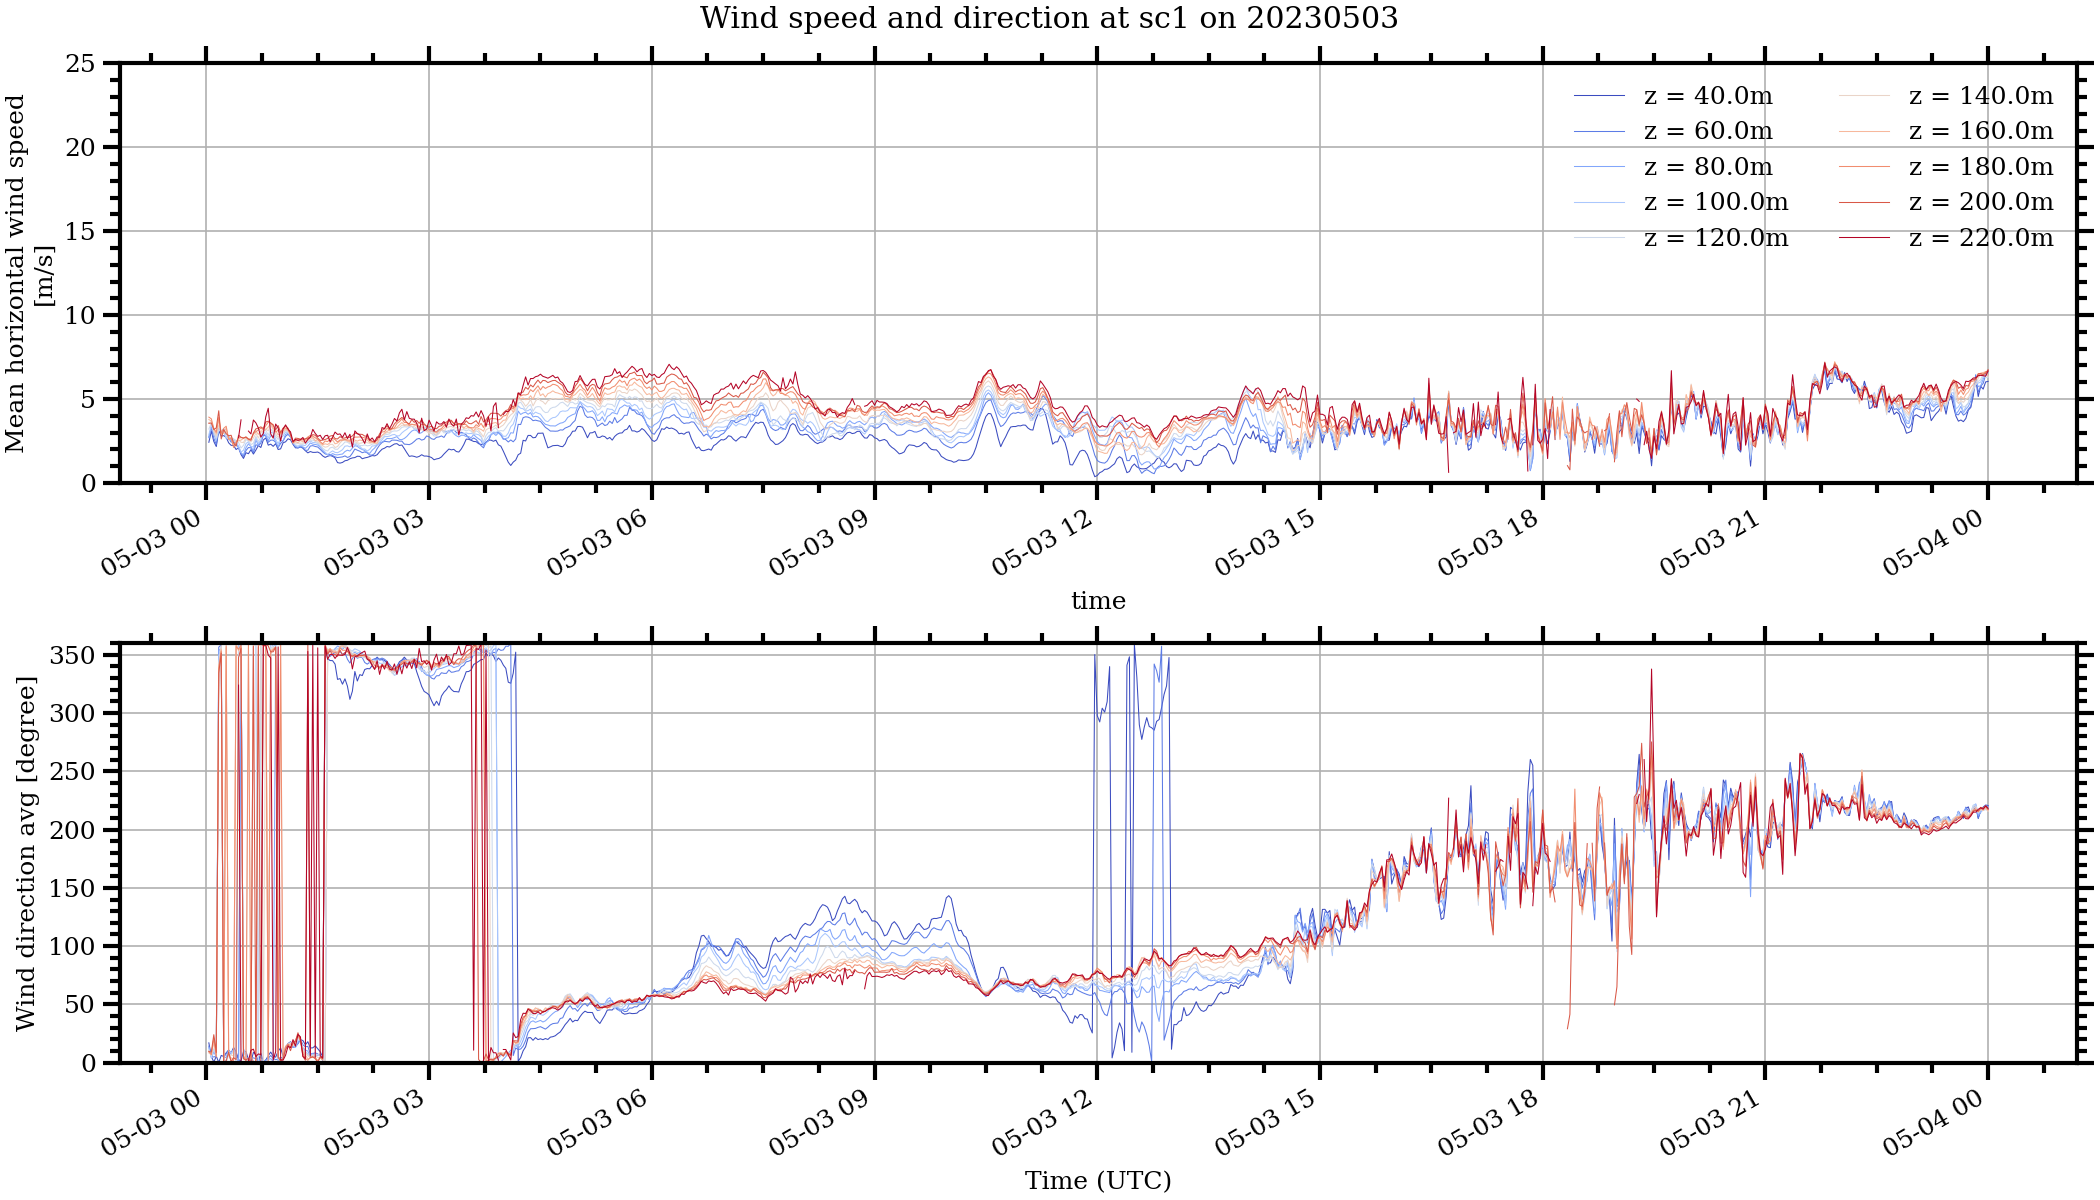 Wind speed and direction at sc1 on 20230503
Mean horizontal wind speed
[m/s]
25
20
15
10
5
0
z = 40.0m
z = 60.0m
z = 80.0m
z = 100.0m
z = 120.0m
z = 140.0m
z = 160.0m
z = 180.0m
z = 200.0m
z = 220.0m
05-03 00
05-03 03
05-03 06
05-03 09
05-03 12
05-03 15
05-03 18
05-03 21
05-04 00
time
Wind direction avg [degree]
350
300
250
200
150
100
50
0
05-03 00
05-03 03
05-03 06
05-03 09
05-03 12
05-03 15
05-03 18
05-03 21
05-04 00
Time (UTC)